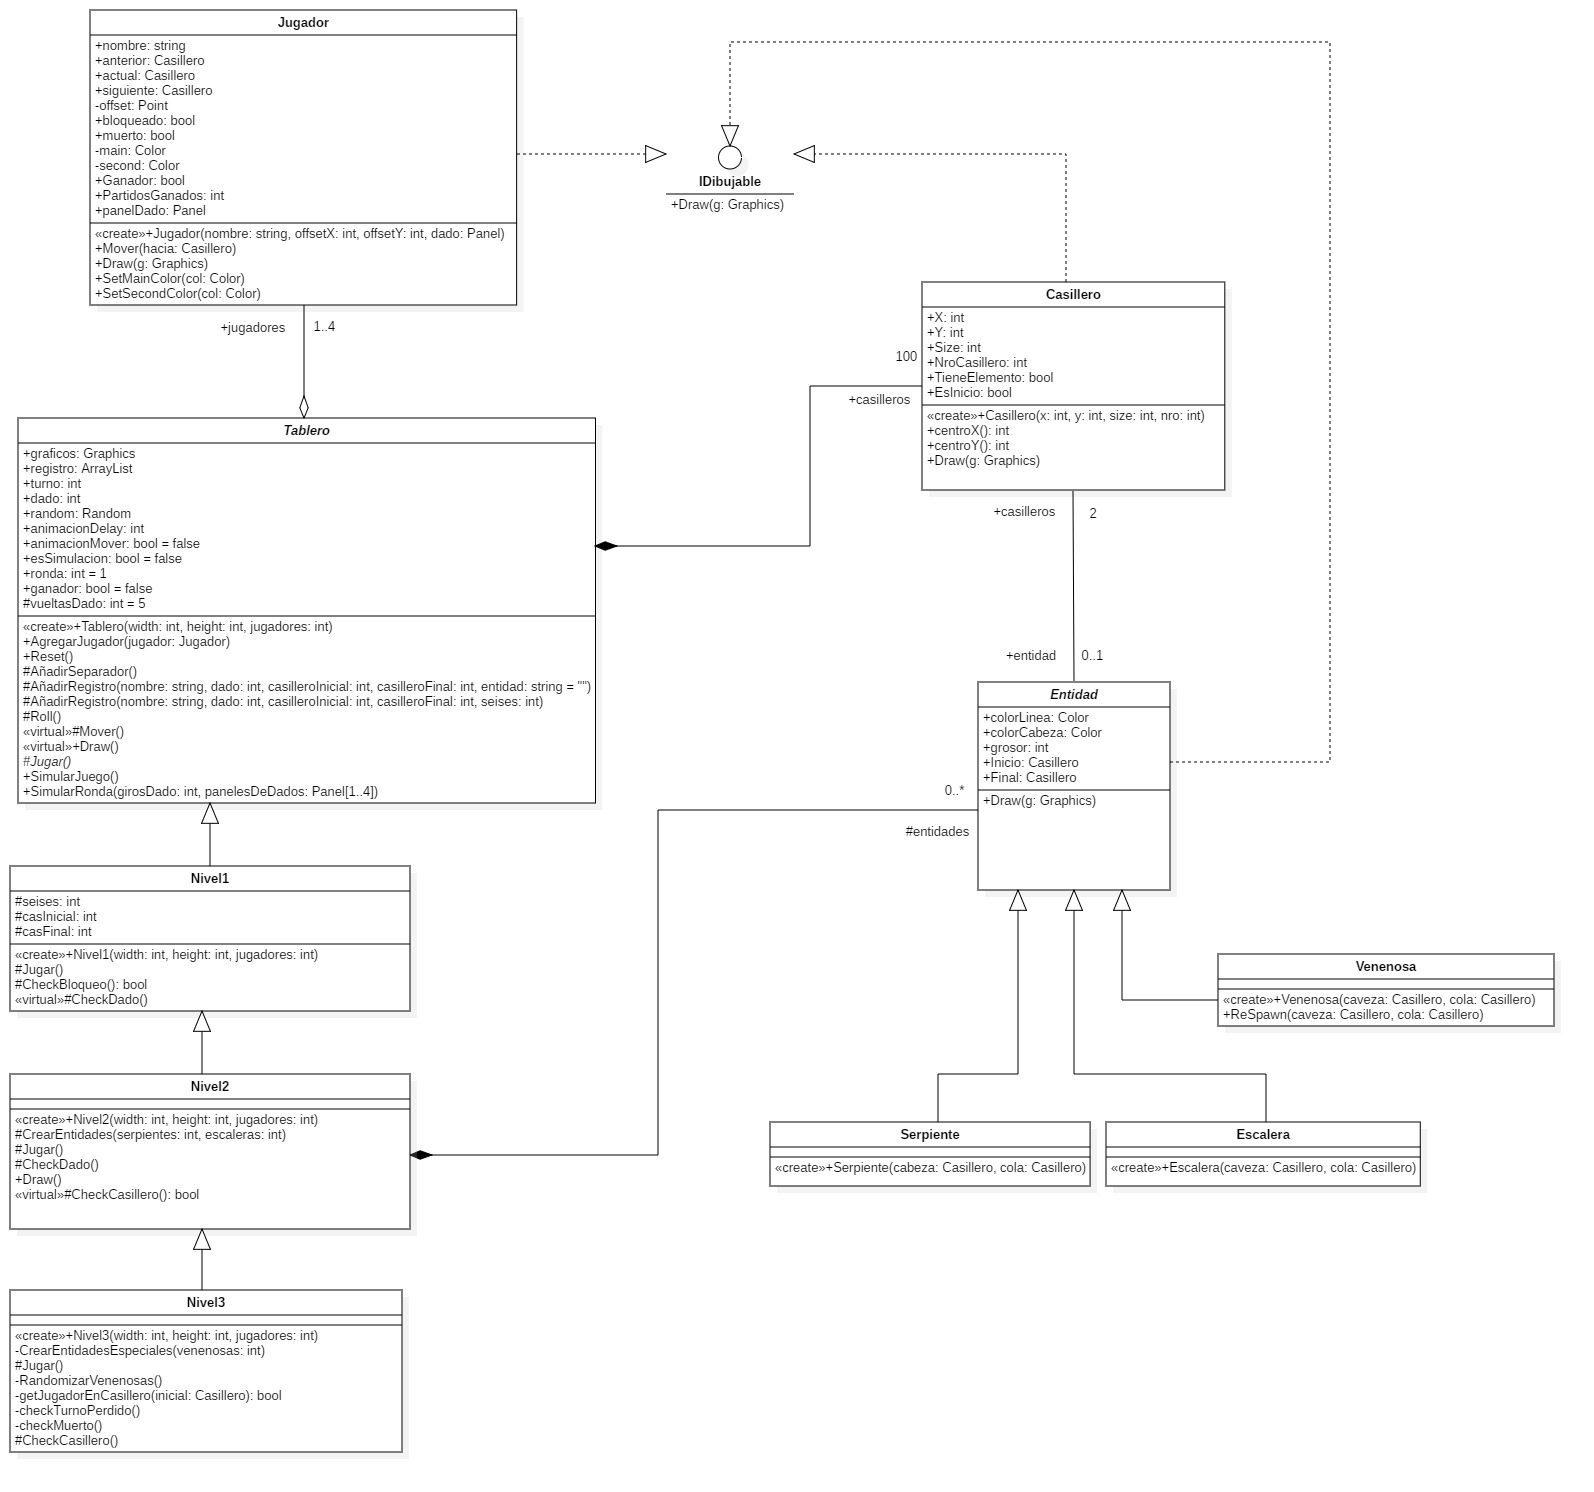 Jugador
+nombre: string
+anterior: Casillero
+actual: Casillero
+siguiente: Casillero
-offset: Point
+bloqueado: bool
+muerto: bool
-main: Color
-second: Color
+Ganador: bool
+PartidosGanados: int
+panelDado: Panel
«create»+Jugador(nombre: string, offsetX: int, offsetY: int, dado: Panel)
+Mover(hacia: Casillero)
+Draw(g: Graphics)
+SetMainColor(col: Color)
+SetSecondColor(col: Color)
IDibujable
+Draw(g: Graphics)
+jugadores
1..4
Casillero
+X: int
+Y: int
+Size: int
+NroCasillero: int
+TieneElemento: bool
+EsInicio: bool
«create»+Casillero(x: int, y: int, size: int, nro: int)
+centroX(): int
+centroY(): int
+Draw(g: Graphics)
100
+casilleros
Tablero
+graficos: Graphics
+registro: ArrayList
+turno: int
+dado: int
+random: Random
+animacionDelay: int
+animacionMover: bool = false
+esSimulacion: bool = false
+ronda: int = 1
+ganador: bool = false
#vueltasDado: int = 5
«create»+Tablero(width: int, height: int, jugadores: int)
+AgregarJugador(jugador: Jugador)
+Reset()
#AñadirSeparador()
#AñadirRegistro(nombre: string, dado: int, casilleroInicial: int, casilleroFinal: int, entidad: string = "")
#AñadirRegistro(nombre: string, dado: int, casilleroInicial: int, casilleroFinal: int, seises: int)
#Roll()
«virtual»#Mover()
«virtual»+Draw()
#Jugar()
+SimularJuego()
+SimularRonda(girosDado: int, panelesDeDados: Panel[1..4])
+casilleros
2
+entidad
0..1
Entidad
+colorLinea: Color
+colorCabeza: Color
+grosor: int
+Inicio: Casillero
+Final: Casillero
+Draw(g: Graphics)
0..*
#entidades
Nivel1
#seises: int
#casInicial: int
#casFinal: int
«create»+Nivel1(width: int, height: int, jugadores: int)
#Jugar()
#CheckBloqueo(): bool
«virtual»#CheckDado()
Venenosa
«create»+Venenosa(caveza: Casillero, cola: Casillero)
+ReSpawn(caveza: Casillero, cola: Casillero)
Nivel2
«create»+Nivel2(width: int, height: int, jugadores: int)
#CrearEntidades(serpientes: int, escaleras: int)
#Jugar()
#CheckDado()
+Draw()
«virtual»#CheckCasillero(): bool
Serpiente
«create»+Serpiente(cabeza: Casillero, cola: Casillero)
Escalera
«create»+Escalera(caveza: Casillero, cola: Casillero)
Nivel3
«create»+Nivel3(width: int, height: int, jugadores: int)
-CrearEntidadesEspeciales(venenosas: int)
#Jugar()
-RandomizarVenenosas()
-getJugadorEnCasillero(inicial: Casillero): bool
-checkTurnoPerdido()
-checkMuerto()
#CheckCasillero()